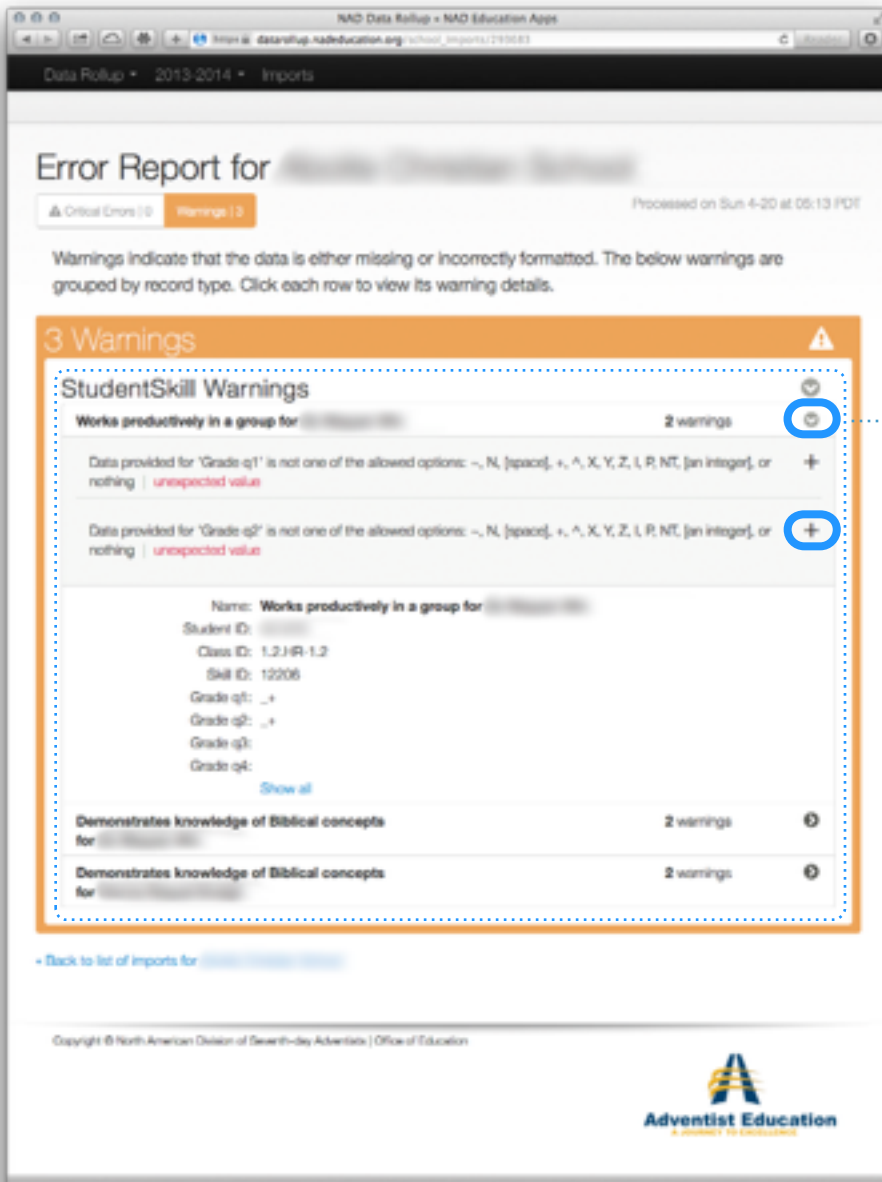 NAD Data Rollup « NAD Education Apps
https datarollup.nadeducation.org/school_imports/293083 Reader
Data Rollup 2013-2014 Imports
Error Report for
Critical Errors | 0 Warnings | 3 Processed on Sun 4-20 at 05:13 PDT
Warnings indicate that the data is either missing or incorrectly formatted. The below warnings are
grouped by record type. Click each row to view its warning details.
3 Warnings
StudentSkill Warnings
Works productively in a group for 2 warnings
Data provided for 'Grade q1' is not one of the allowed options: ~, N, [space], +, ^, X, Y, Z, I, P, NT, [an integer], or
nothing | unexpected value
Data provided for 'Grade q2' is not one of the allowed options: ~, N, [space], +, ^, X, Y, Z, I, P, NT, [an integer], or
nothing | unexpected value
Name: Works productively in a group for
Student ID:
Class ID: 1.2.HR-1.2
Skill ID: 12206
Grade q1: _+
Grade q2: _+
Grade q3:
Grade q4:
Show all
Demonstrates knowledge of Biblical concepts 2 warnings
for
Demonstrates knowledge of Biblical concepts 2 warnings
for
« Back to list of imports for
Copyright © North American Division of Seventh-day Adventists | Office of Education
Adventist Education
A JOURNEY TO EXCELLENCE